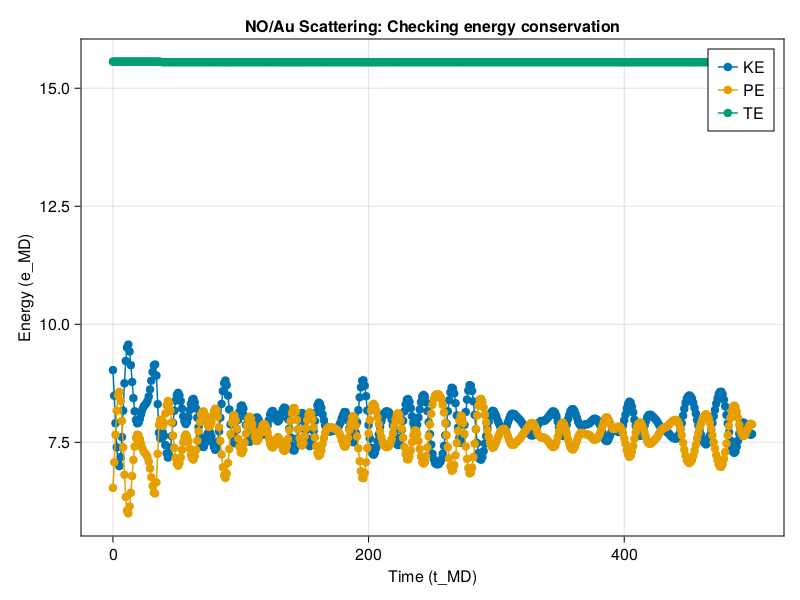 NO/Au Scattering: Checking energy conservation
15.0
12.5
10.0
7.5
Energy (e_MD)
KE
PE
TE
0
200
400
Time (t_MD)